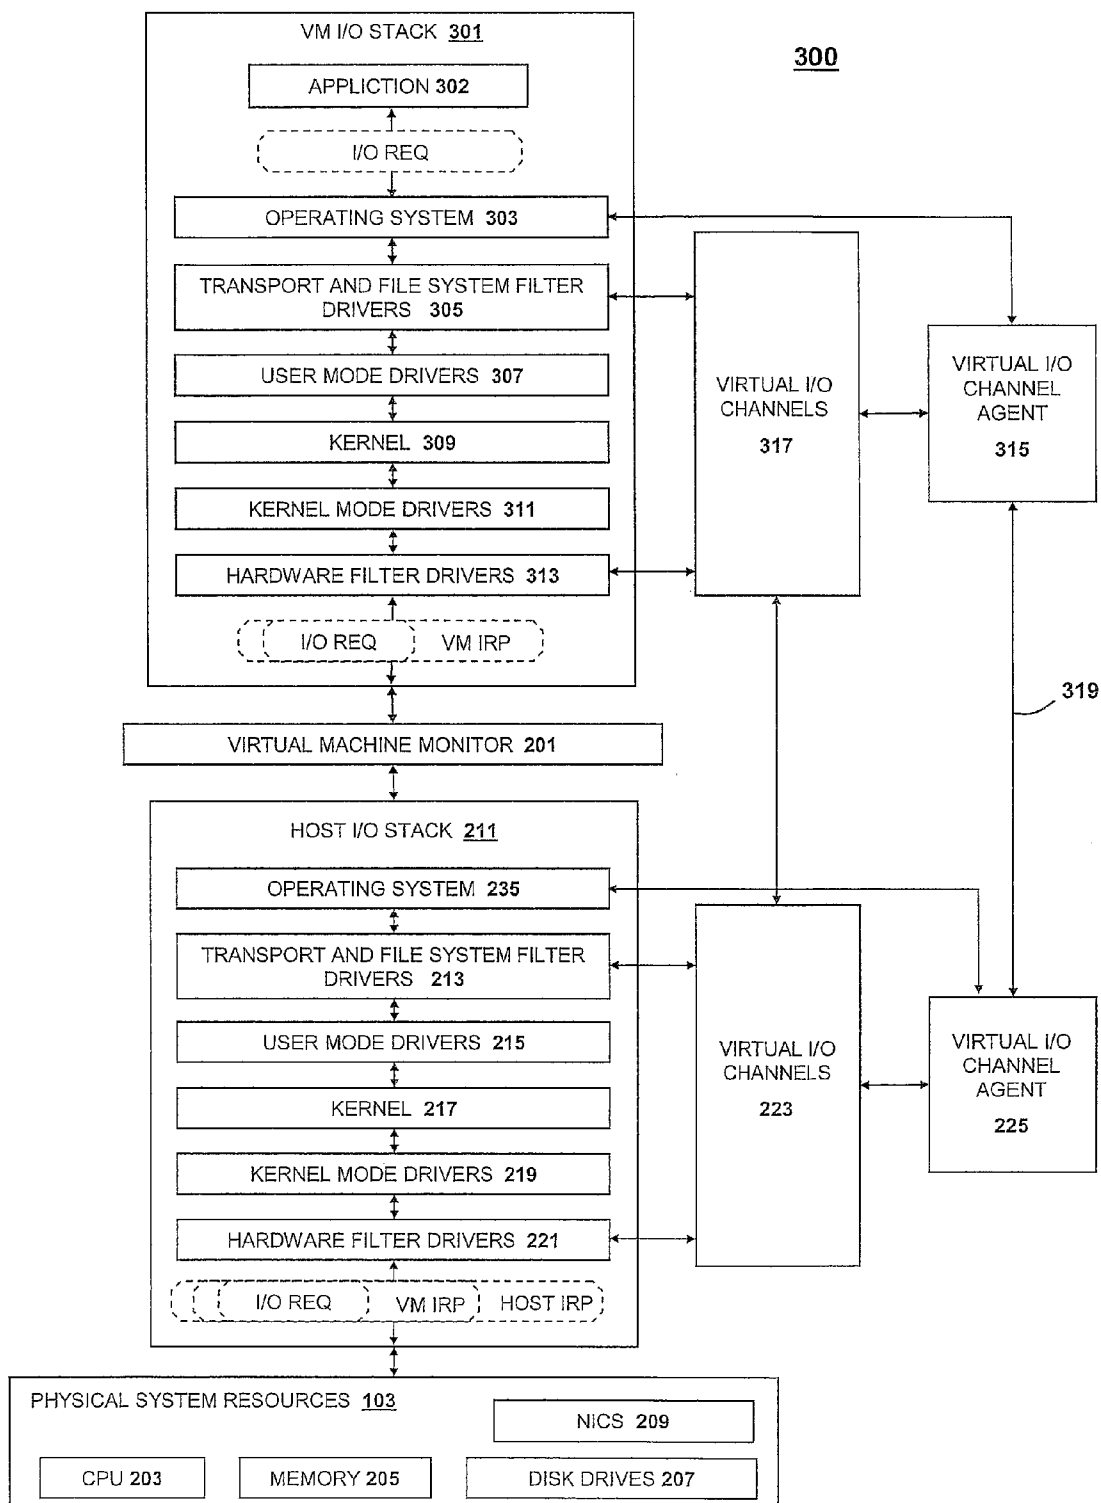 VM I/O STACK 301
300
APPLICTION 302
I/O REQ
OPERATING SYSTEM 303
TRANSPORT AND FILE SYSTEM FILTER
DRIVERS 305
USER MODE DRIVERS 307
KERNEL 309
KERNEL MODE DRIVERS 311
HARDWARE FILTER DRIVERS 313
I/O REQ VM IRP
VIRTUAL I/O
CHANNELS
317
VIRTUAL I/O
CHANNEL
AGENT
315
319
VIRTUAL MACHINE MONITOR 201
HOST I/O STACK 211
OPERATING SYSTEM 235
TRANSPORT AND FILE SYSTEM FILTER
DRIVERS 213
USER MODE DRIVERS 215
KERNEL 217
KERNEL MODE DRIVERS 219
HARDWARE FILTER DRIVERS 221
I/O REQ VM IRP HOST IRP
VIRTUAL I/O
CHANNELS
223
VIRTUAL I/O
CHANNEL
AGENT
225
PHYSICAL SYSTEM RESOURCES 103
NICS 209
CPU 203
MEMORY 205
DISK DRIVES 207